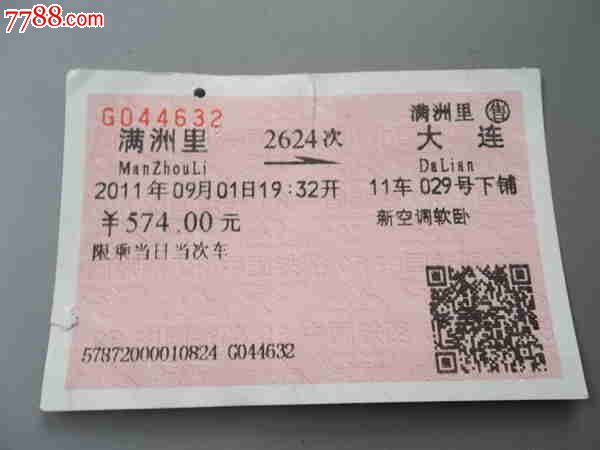 7788.com
G044632
满洲里 售
满洲里 2624次 大连
ManZhouLi DaLian
2011年09月01日19:32开 11车029号下铺
￥574.00元 新空调软卧
限乘当日当次车
57872000010824 G044632